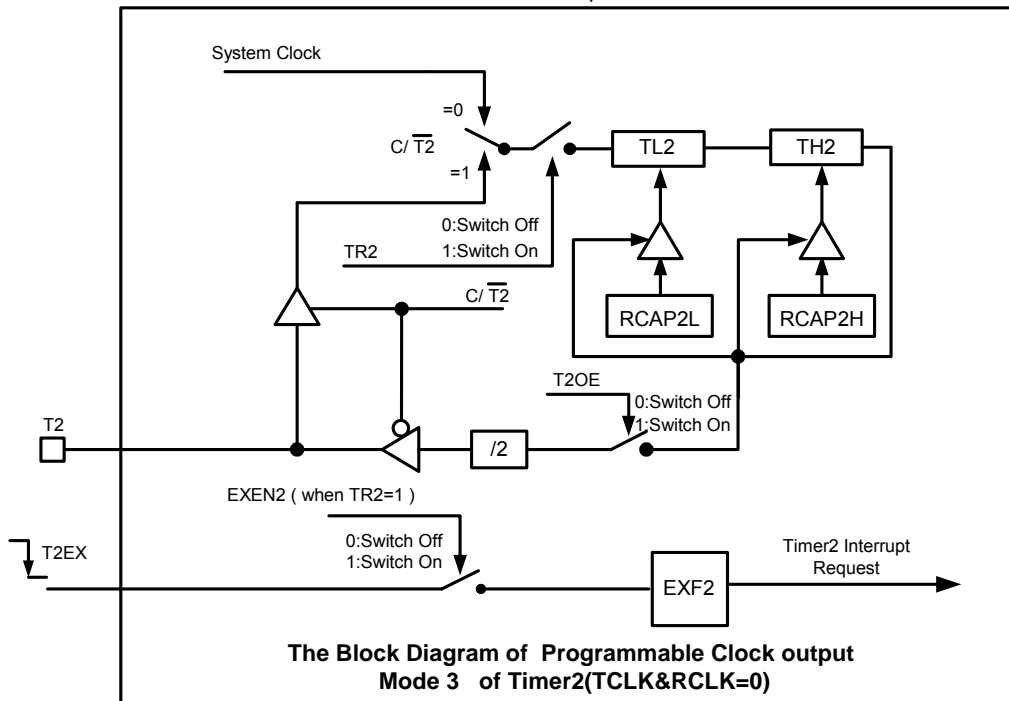 System Clock
=0
C/ T2
=1
TL2
TH2
0:Switch Off
TR2
1:Switch On
C/ T2
RCAP2L
RCAP2H
T2OE
0:Switch Off
1:Switch On
T2
/2
EXEN2 ( when TR2=1 )
0:Switch Off
1:Switch On
T2EX
EXF2
Timer2 Interrupt
Request
The Block Diagram of Programmable Clock output
Mode 3 of Timer2(TCLK&RCLK=0)